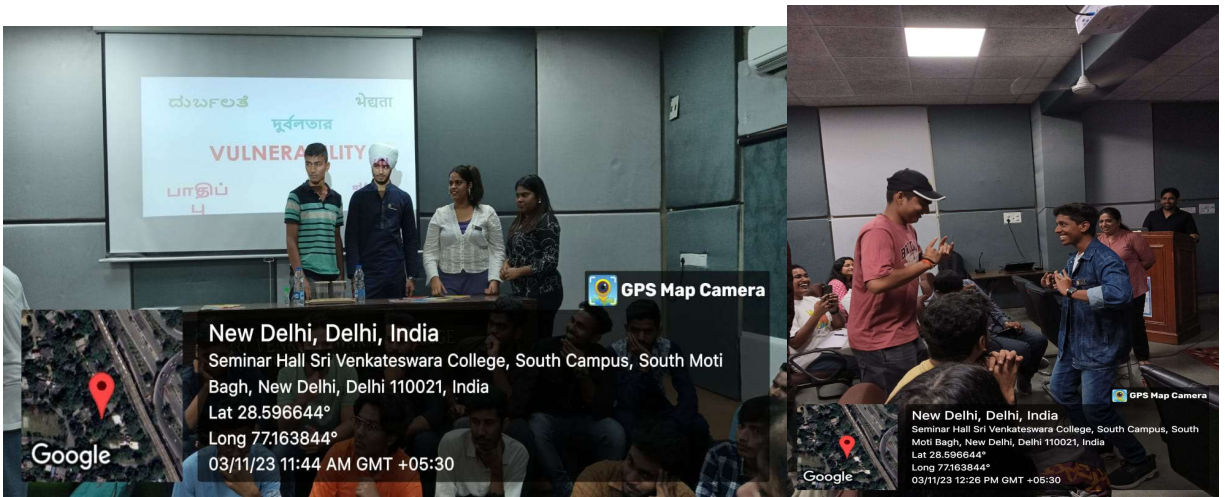 ದುರ್ಬಲತೆ भेद्यता
দুর্বলতার
VULNERABILITY
பாதிப்
பு
GPS Map Camera
New Delhi, Delhi, India
Seminar Hall Sri Venkateswara College, South Campus, South Moti
Bagh, New Delhi, Delhi 110021, India
Lat 28.596644°
Long 77.163844°
03/11/23 11:44 AM GMT +05:30
Google
GPS Map Camera
New Delhi, Delhi, India
Seminar Hall Sri Venkateswara College, South Campus, South
Moti Bagh, New Delhi, Delhi 110021, India
Lat 28.596644°
Long 77.163844°
03/11/23 12:26 PM GMT +05:30
Google